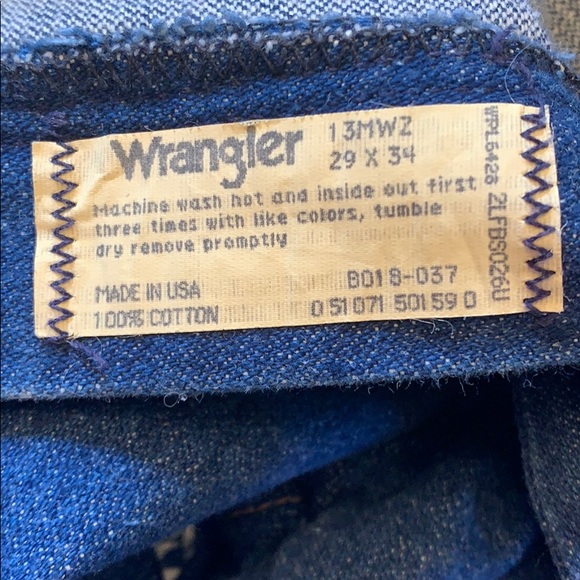 Wrangler
13MWZ
29 X 34
Machine wash hot and inside out first
three times with like colors, tumble
dry remove promptly
MADE IN USA
100% COTTON
B018-037
0 51071 50159 0
WPL6426 2LFBS026U